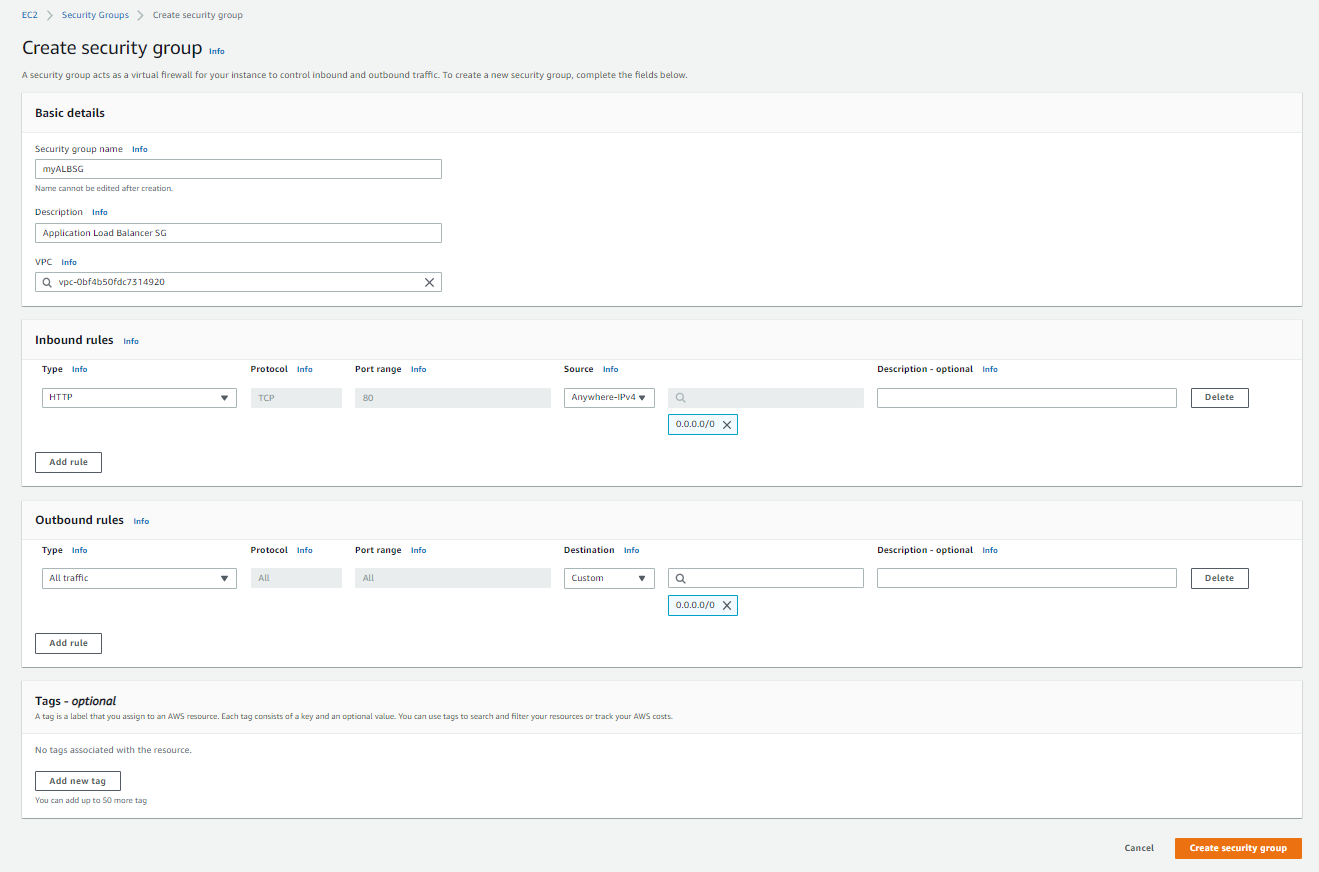 EC2 > Security Groups > Create security group
Create security group Info
A security group acts as a virtual firewall for your instance to control inbound and outbound traffic. To create a new security group, complete the fields below.
Basic details
Security group name Info
myALBSG
Name cannot be edited after creation.
Description Info
Application Load Balancer SG
VPC Info
vpc-0bf4b50fdc7314920
Inbound rules Info
Type Info Protocol Info Port range Info Source Info Description - optional Info
HTTP TCP 80 Anywhere-IPv4 Delete
0.0.0.0/0
Add rule
Outbound rules Info
Type Info Protocol Info Port range Info Destination Info Description - optional Info
All traffic All All Custom Delete
0.0.0.0/0
Add rule
Tags - optional
A tag is a label that you assign to an AWS resource. Each tag consists of a key and an optional value. You can use tags to search and filter your resources or track your AWS costs.
No tags associated with the resource.
Add new tag
You can add up to 50 more tag
Cancel Create security group